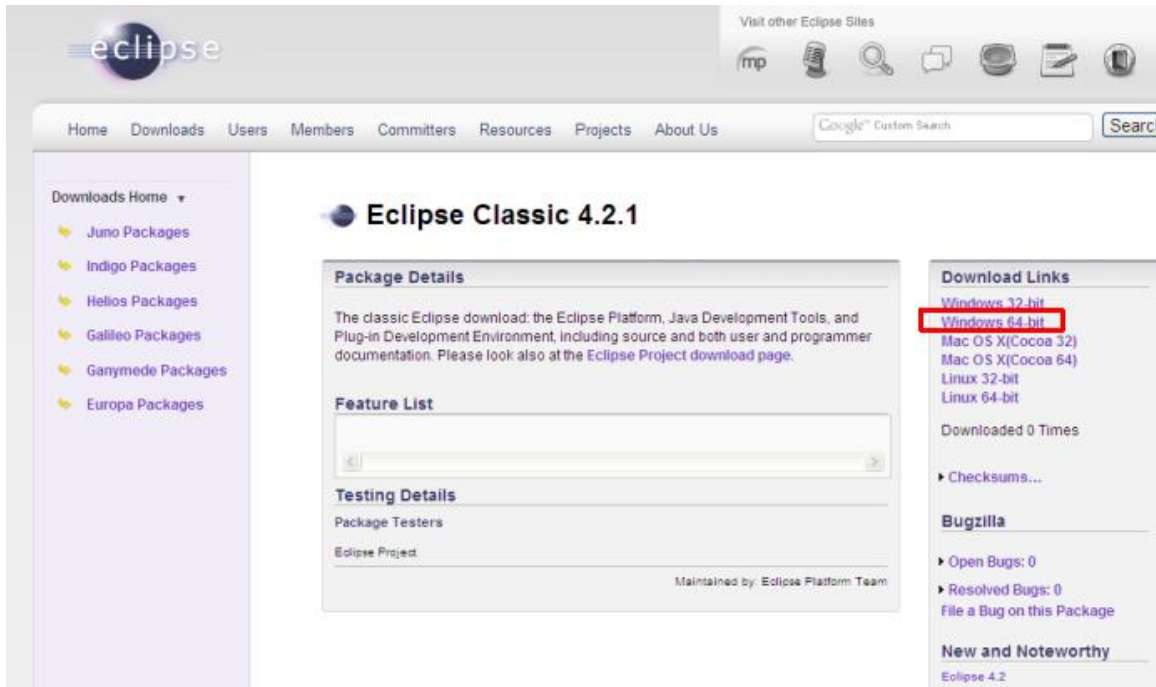 Visit other Eclipse Sites
eclipse
mp
Home Downloads Users Members Committers Resources Projects About Us
Google™ Custom Search
Searc
Downloads Home
Juno Packages
Indigo Packages
Helios Packages
Galileo Packages
Ganymede Packages
Europa Packages
Eclipse Classic 4.2.1
Package Details
The classic Eclipse download: the Eclipse Platform, Java Development Tools, and
Plug-in Development Environment, including source and both user and programmer
documentation. Please look also at the Eclipse Project download page.
Feature List
Testing Details
Package Testers
Eclipse Project
Maintained by: Eclipse Platform Team
Download Links
Windows 32-bit
Windows 64-bit
Mac OS X(Cocoa 32)
Mac OS X(Cocoa 64)
Linux 32-bit
Linux 64-bit
Downloaded 0 Times
Checksums...
Bugzilla
Open Bugs: 0
Resolved Bugs: 0
File a Bug on this Package
New and Noteworthy
Eclipse 4.2